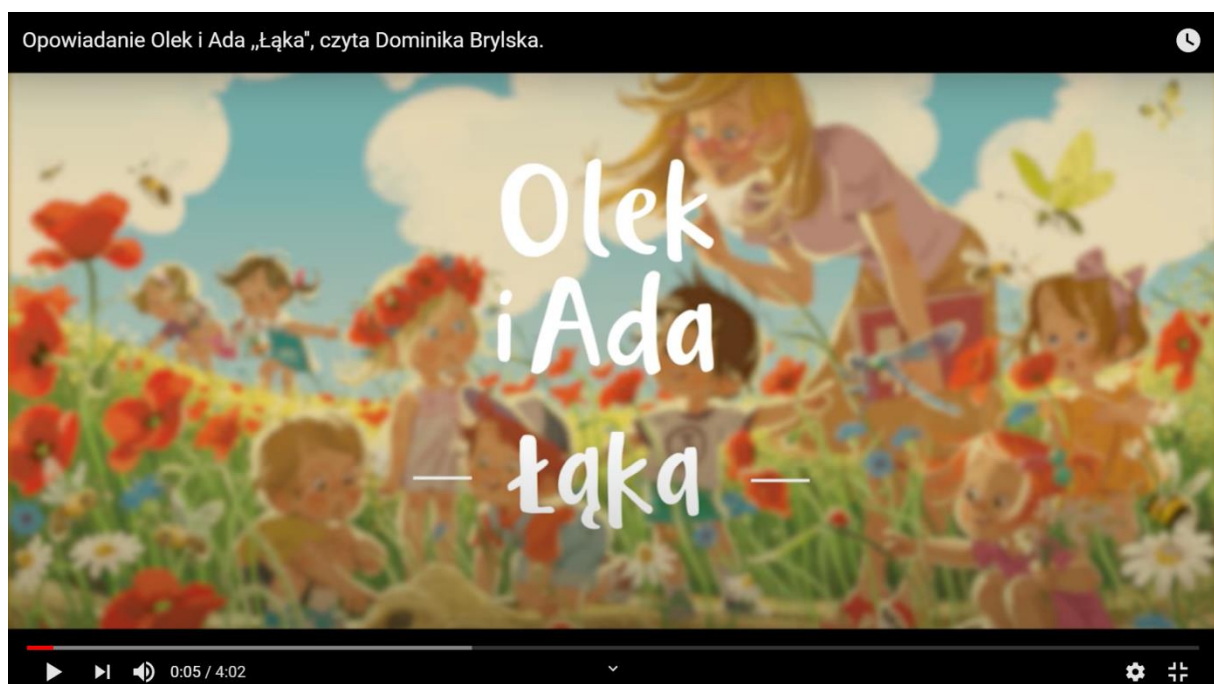 Opowiadanie Olek i Ada ,,Łąka", czyta Dominika Brylska.
Olek
i Ada
— Łąka —
0:05 / 4:02